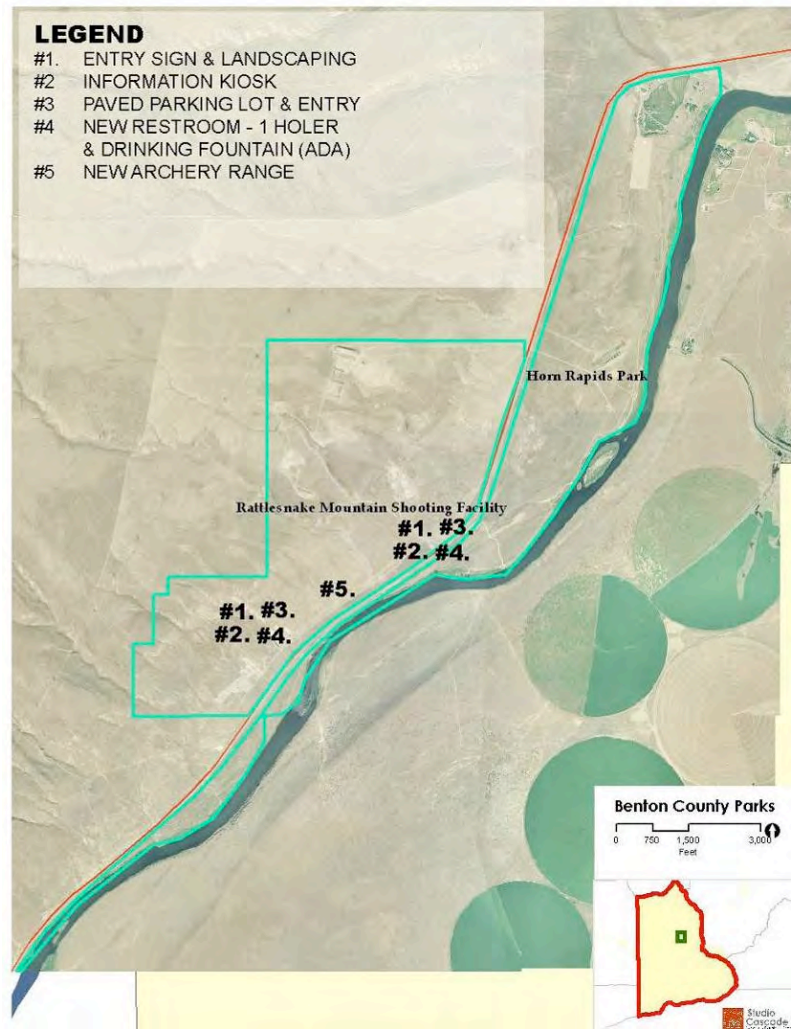 LEGEND
#1. ENTRY SIGN & LANDSCAPING
#2 INFORMATION KIOSK
#3 PAVED PARKING LOT & ENTRY
#4 NEW RESTROOM - 1 HOLER
& DRINKING FOUNTAIN (ADA)
#5 NEW ARCHERY RANGE
Horn Rapids Park
Rattlesnake Mountain Shooting Facility
#1. #3.
#2. #4.
#5.
#1. #3.
#2. #4.
Benton County Parks
0 750 1,500 3,000
Feet
Studio
Cascade